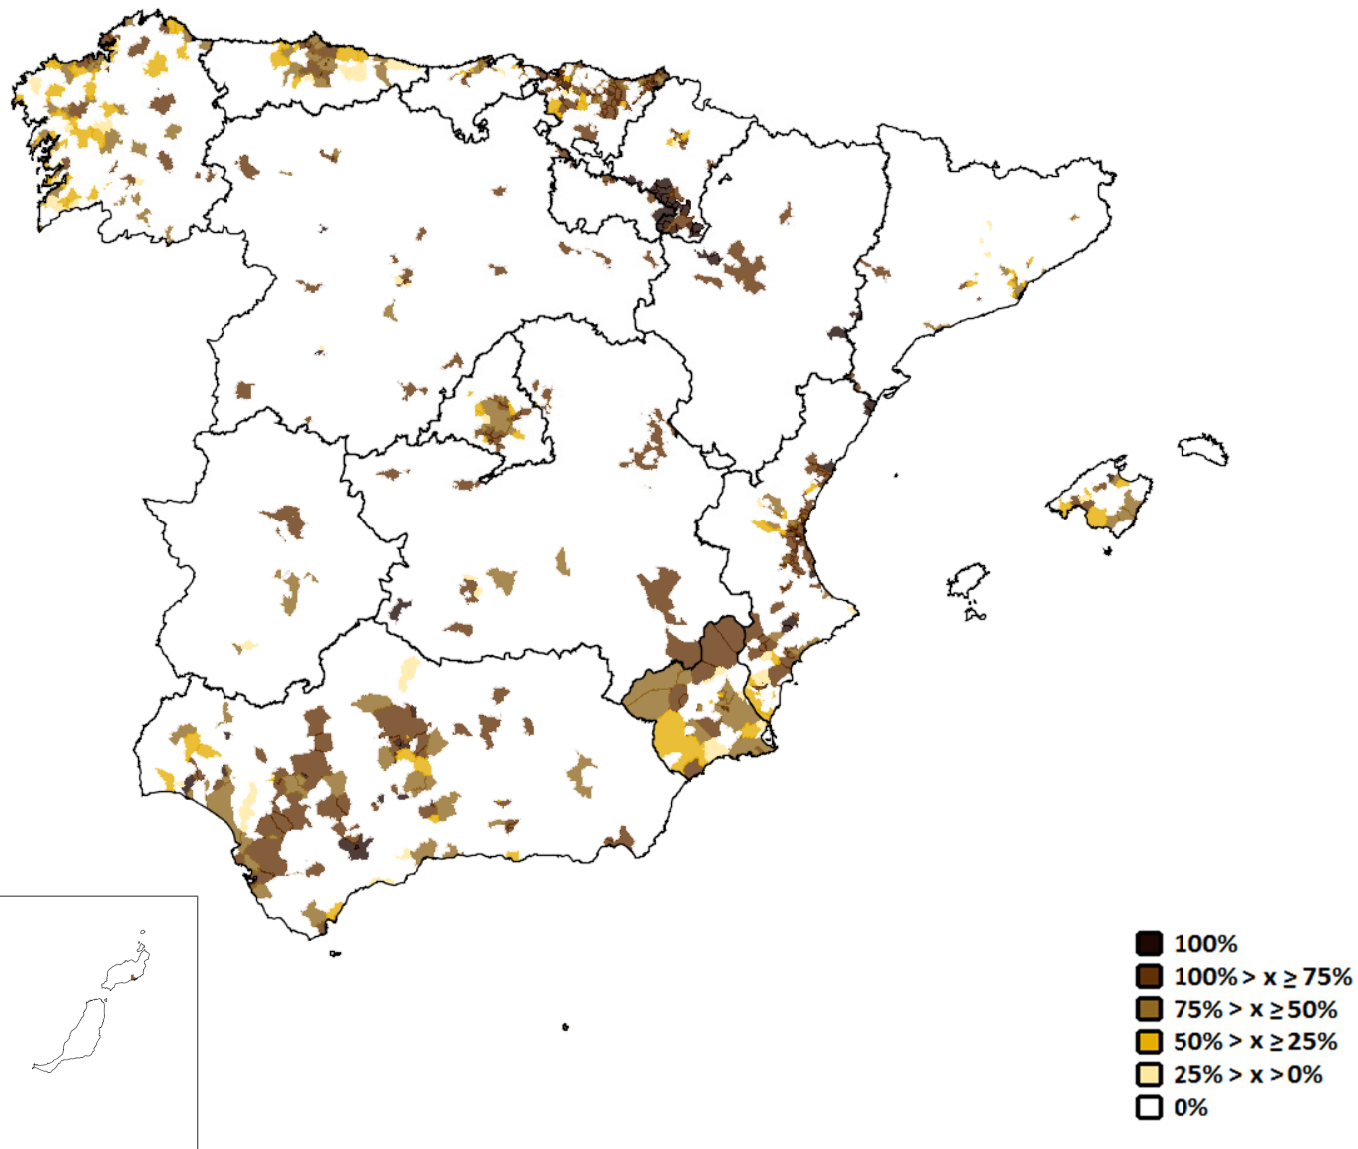 100%
100% > x ≥ 75%
75% > x ≥ 50%
50% > x ≥ 25%
25% > x > 0%
0%